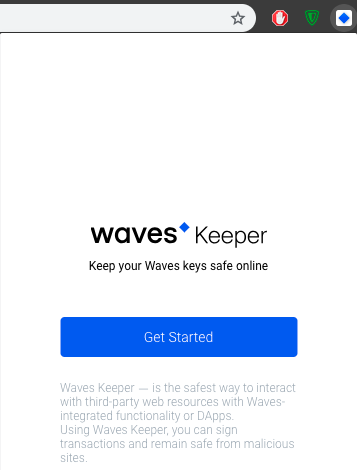 waves Keeper
Keep your Waves keys safe online
Get Started
Waves Keeper — is the safest way to interact
with third-party web resources with Waves-
integrated functionality or DApps.
Using Waves Keeper, you can sign
transactions and remain safe from malicious
sites.